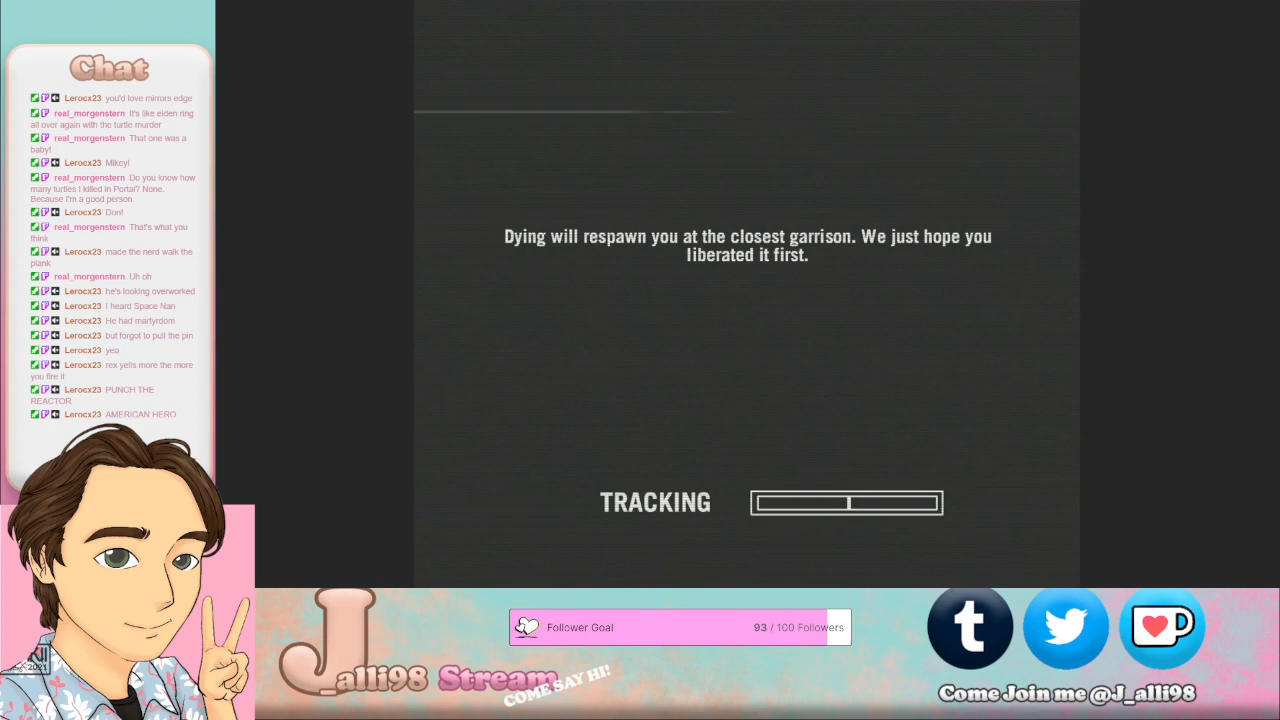 Chat
Lerocx23 you'd love mirrors edge
real_morgenstern It's like elden ring
all over again with the turtle murder
real_morgenstern That one was a
baby!
Lerocx23 Mikey!
real_morgenstern Do you know how
many turtles I killed in Portal? None.
Because I'm a good person
Lerocx23 Don!
real_morgenstern That's what you
think
Lerocx23 made the nerd walk the
plank
real_morgenstern Uh oh
Lerocx23 he's looking overworked
Lerocx23 I heard Space Nan
Lerocx23 He had martyrdom
Lerocx23 but forgot to pull the pin
Lerocx23 yea
Lerocx23 rex yells more the more
you fire it
Lerocx23 PUNCH THE
REACTOR
Lerocx23 AMERICAN HERO
Dying will respawn you at the closest garrison. We just hope you
liberated it first.
TRACKING
J_alli98 Stream
COME SAY HI!
Follower Goal 93 / 100 Followers
Come Join me @J_alli98
2021